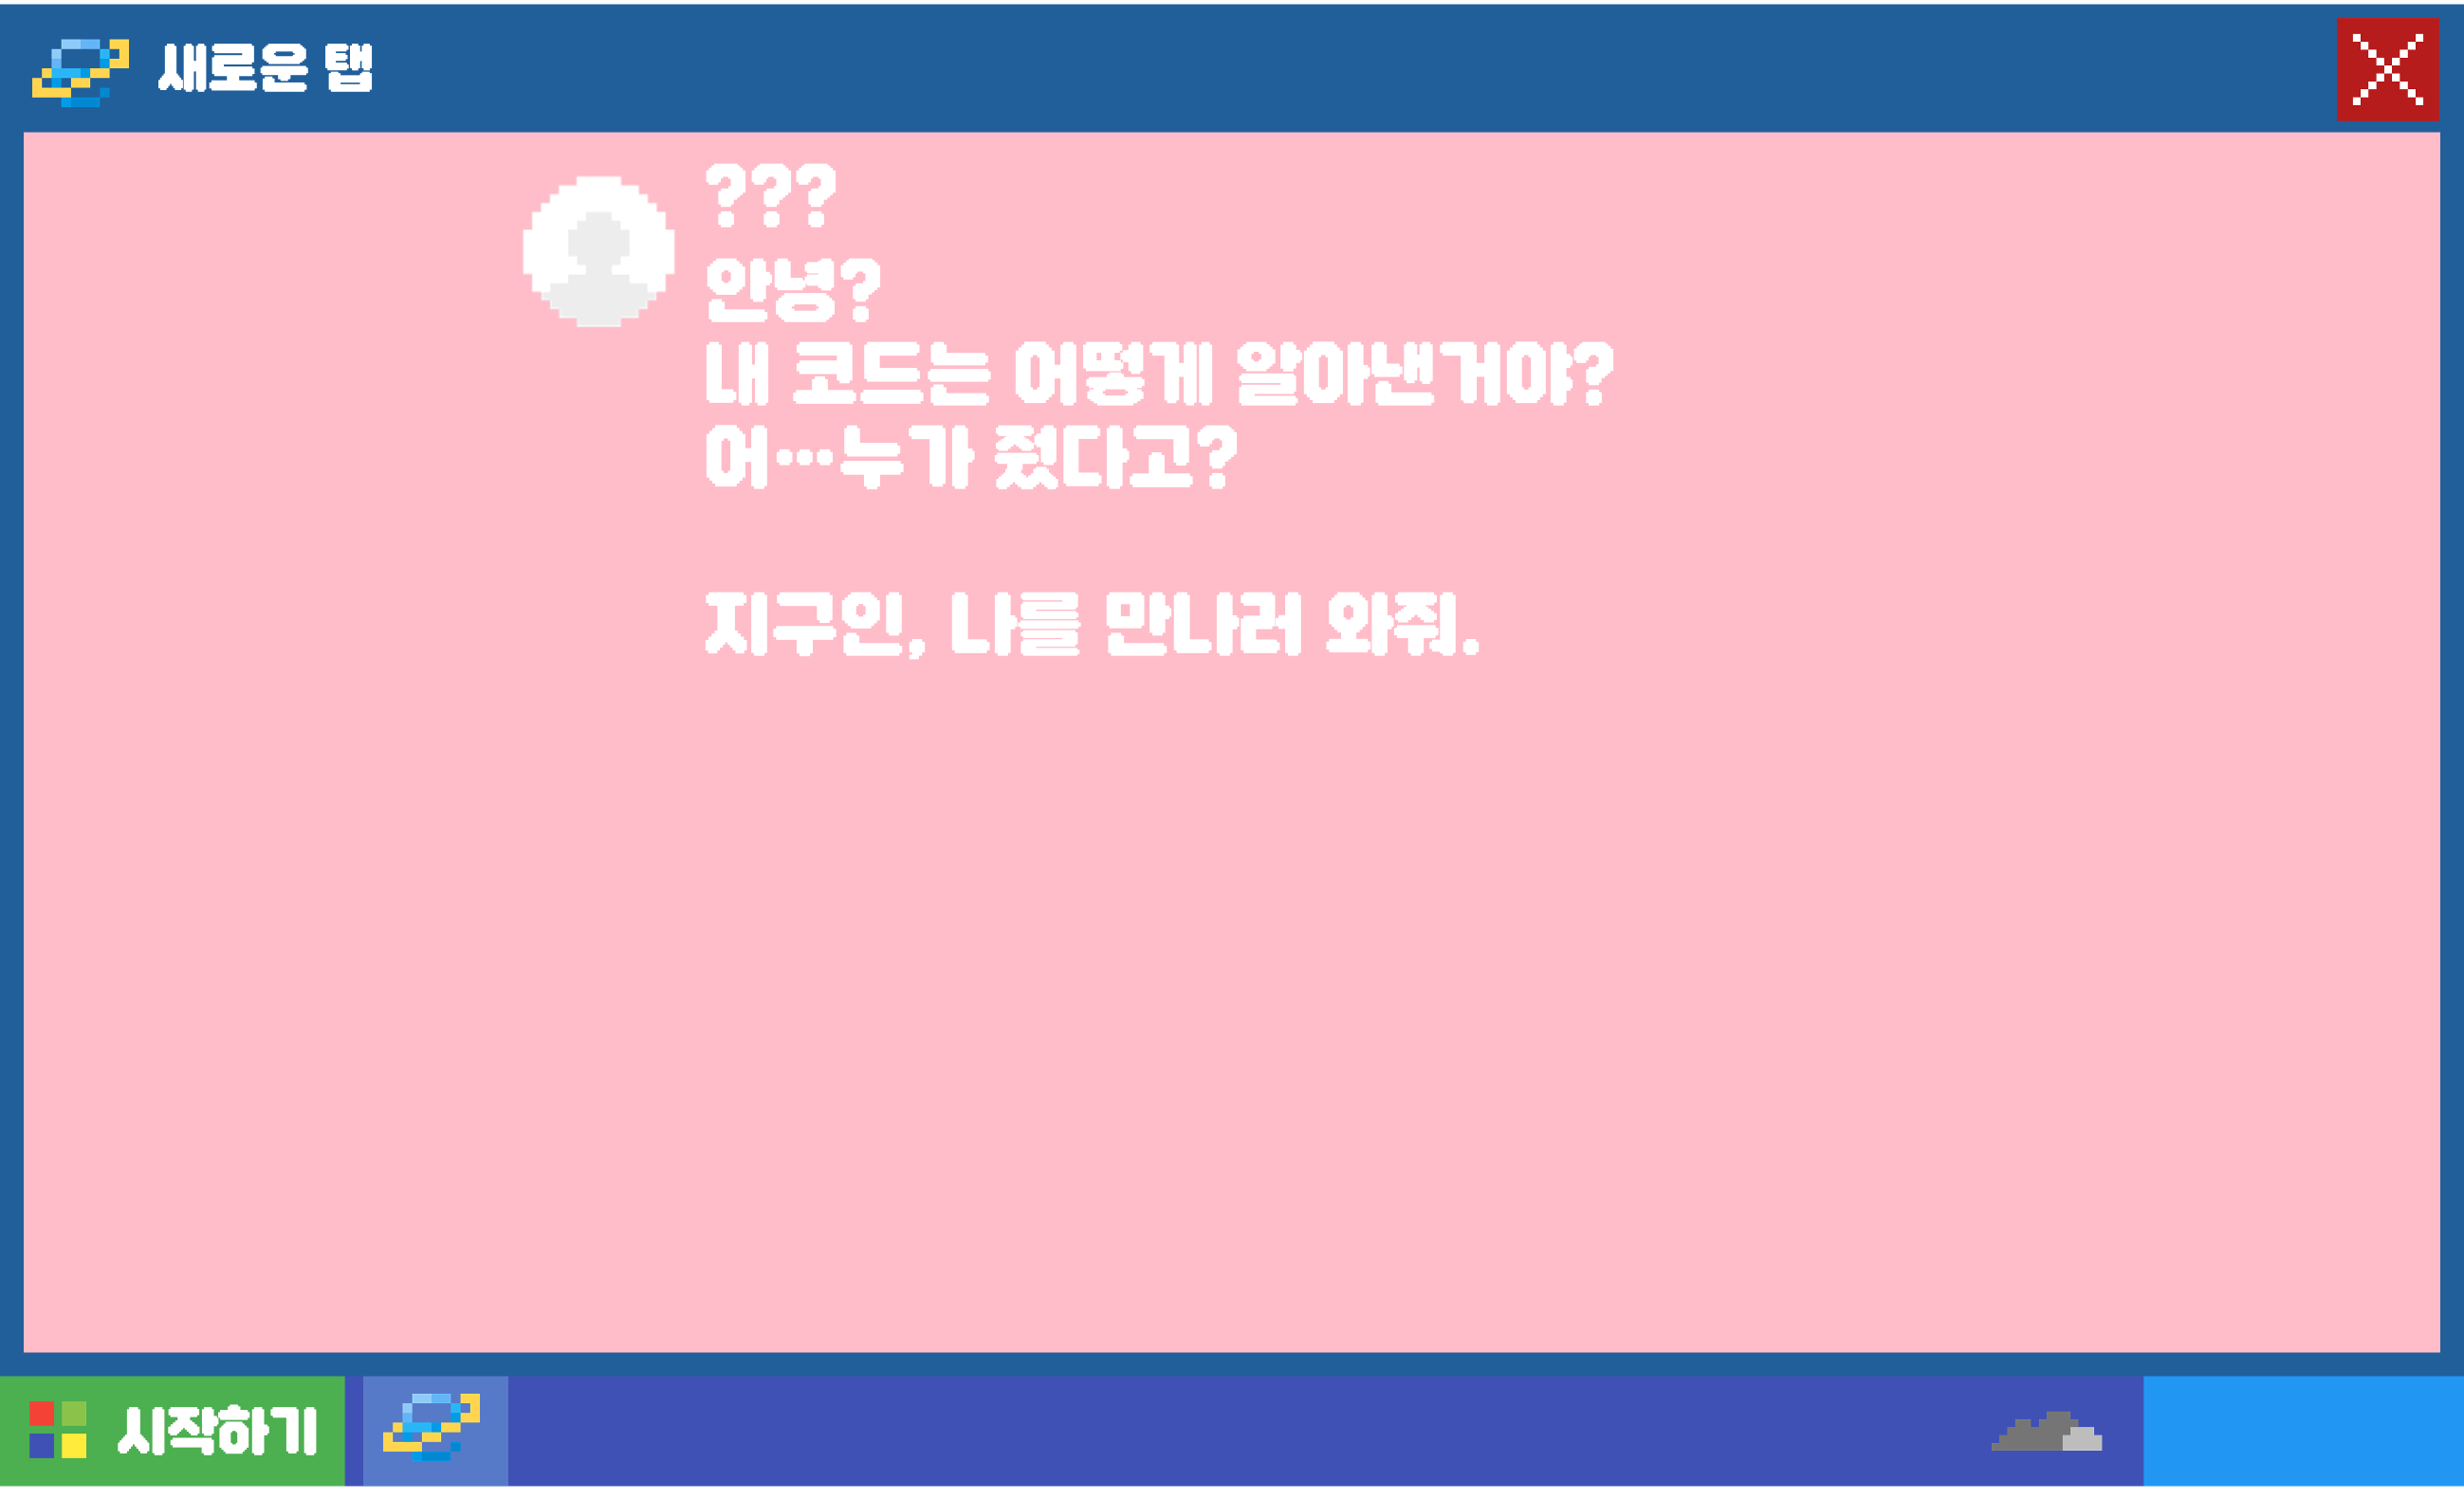 새로운 탭
???
안녕?
내 코드는 어떻게 알아낸거야?
어...누가 줬다고?
지구인, 나를 만나러 와줘.
시작하기